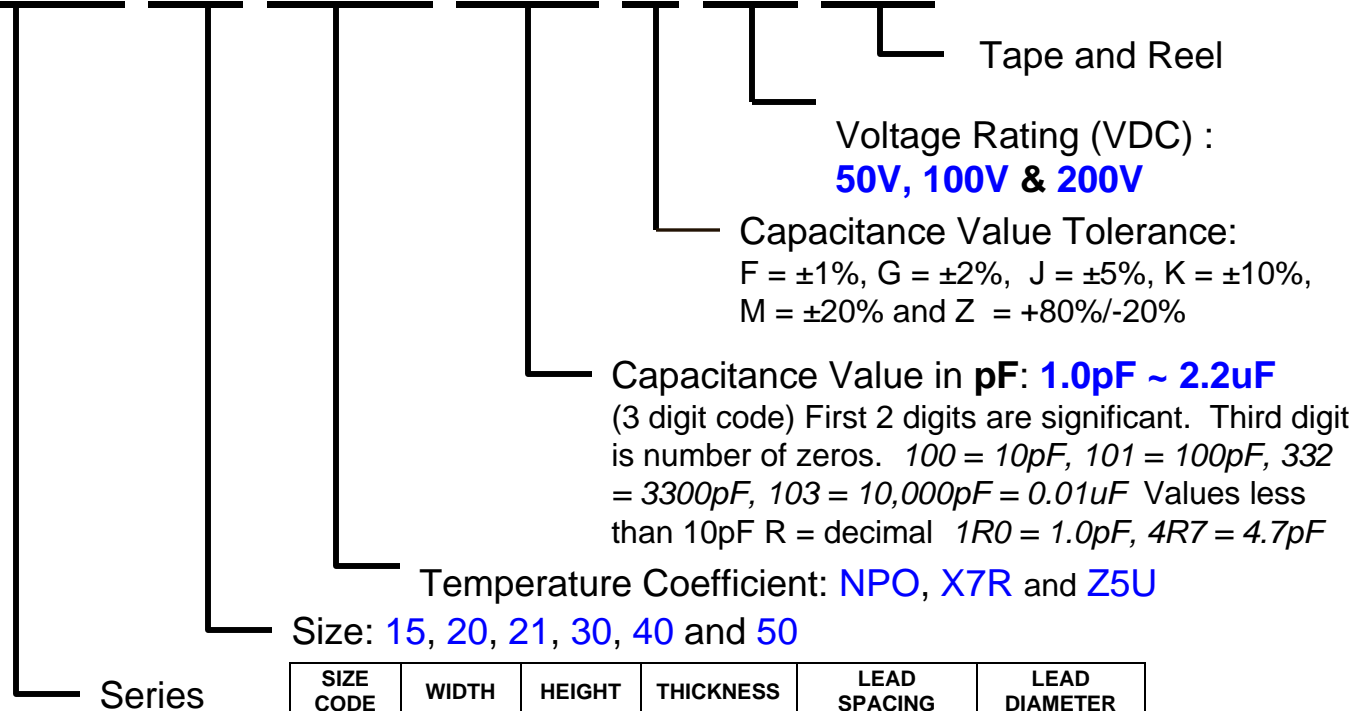 Tape and Reel
Voltage Rating (VDC) :
50V, 100V & 200V
Capacitance Value Tolerance:
F = ±1%, G = ±2%, J = ±5%, K = ±10%,
M = ±20% and Z = +80%/-20%
Capacitance Value in pF: 1.0pF ~ 2.2uF
(3 digit code) First 2 digits are significant. Third digit
is number of zeros. 100 = 10pF, 101 = 100pF, 332
= 3300pF, 103 = 10,000pF = 0.01uF Values less
than 10pF R = decimal 1R0 = 1.0pF, 4R7 = 4.7pF
Temperature Coefficient: NPO, X7R and Z5U
Size: 15, 20, 21, 30, 40 and 50
Series
SIZE CODE WIDTH HEIGHT THICKNESS LEAD SPACING LEAD DIAMETER